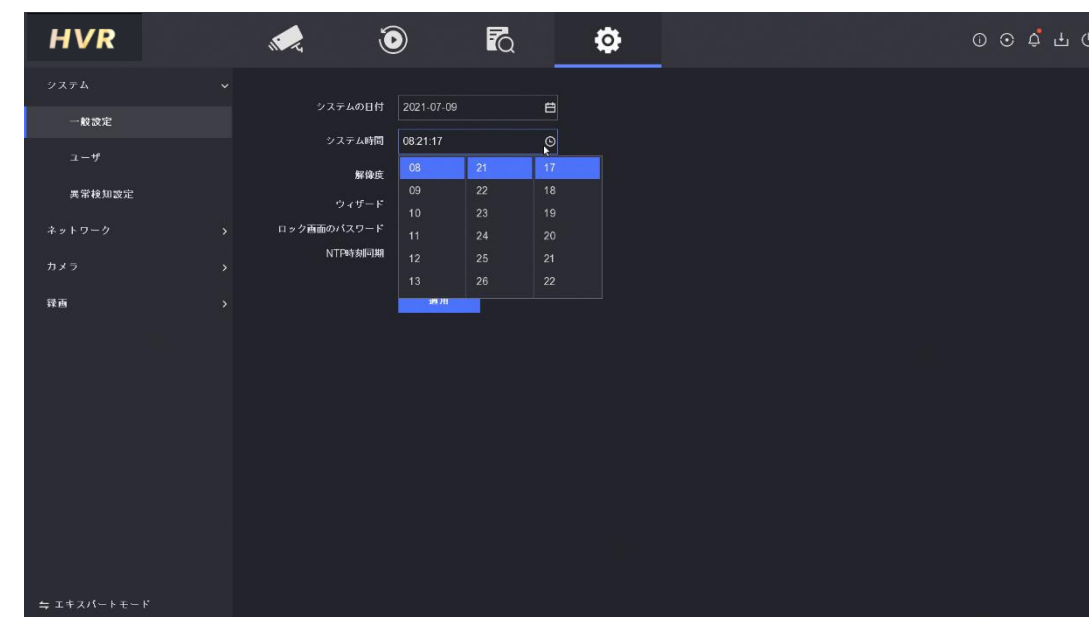 HVR
システム
一般設定
ユーザ
異常検知設定
ネットワーク
カメラ
録画
エキスパートモード
システムの日付 2021-07-09
システム時間 08:21:17
08 21 17
09 22 18
10 23 19
11 24 20
12 25 21
13 26 22
解像度
ウィザード
ロック画面のパスワード
NTP時刻同期
適用